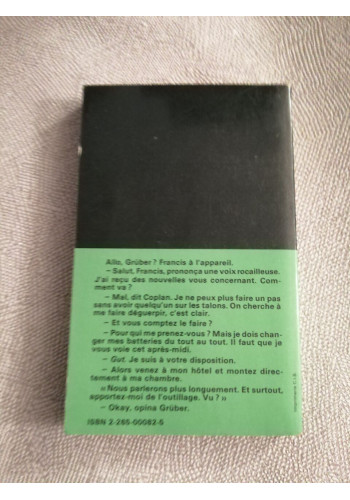 Allo, Grüber ? Francis à l'appareil.
– Salut, Francis, prononça une voix rocailleuse.
J'ai reçu des nouvelles vous concernant. Com-
ment va ?
– Mal, dit Coplan. Je ne peux plus faire un pas
sans avoir quelqu'un sur les talons. On cherche à
me faire déguerpir, c'est clair.
– Et vous comptez le faire ?
– Pour qui me prenez-vous ? Mais je dois chan-
ger mes batteries du tout au tout. Il faut que je
vous voie cet après-midi.
– Gut. Je suis à votre disposition.
– Alors venez à mon hôtel et montez direc-
tement à ma chambre.
« Nous parlerons plus longuement. Et surtout,
apportez-moi de l'outillage. Vu ? »
– Okay, opina Grüber.
ISBN 2-265-00082-5